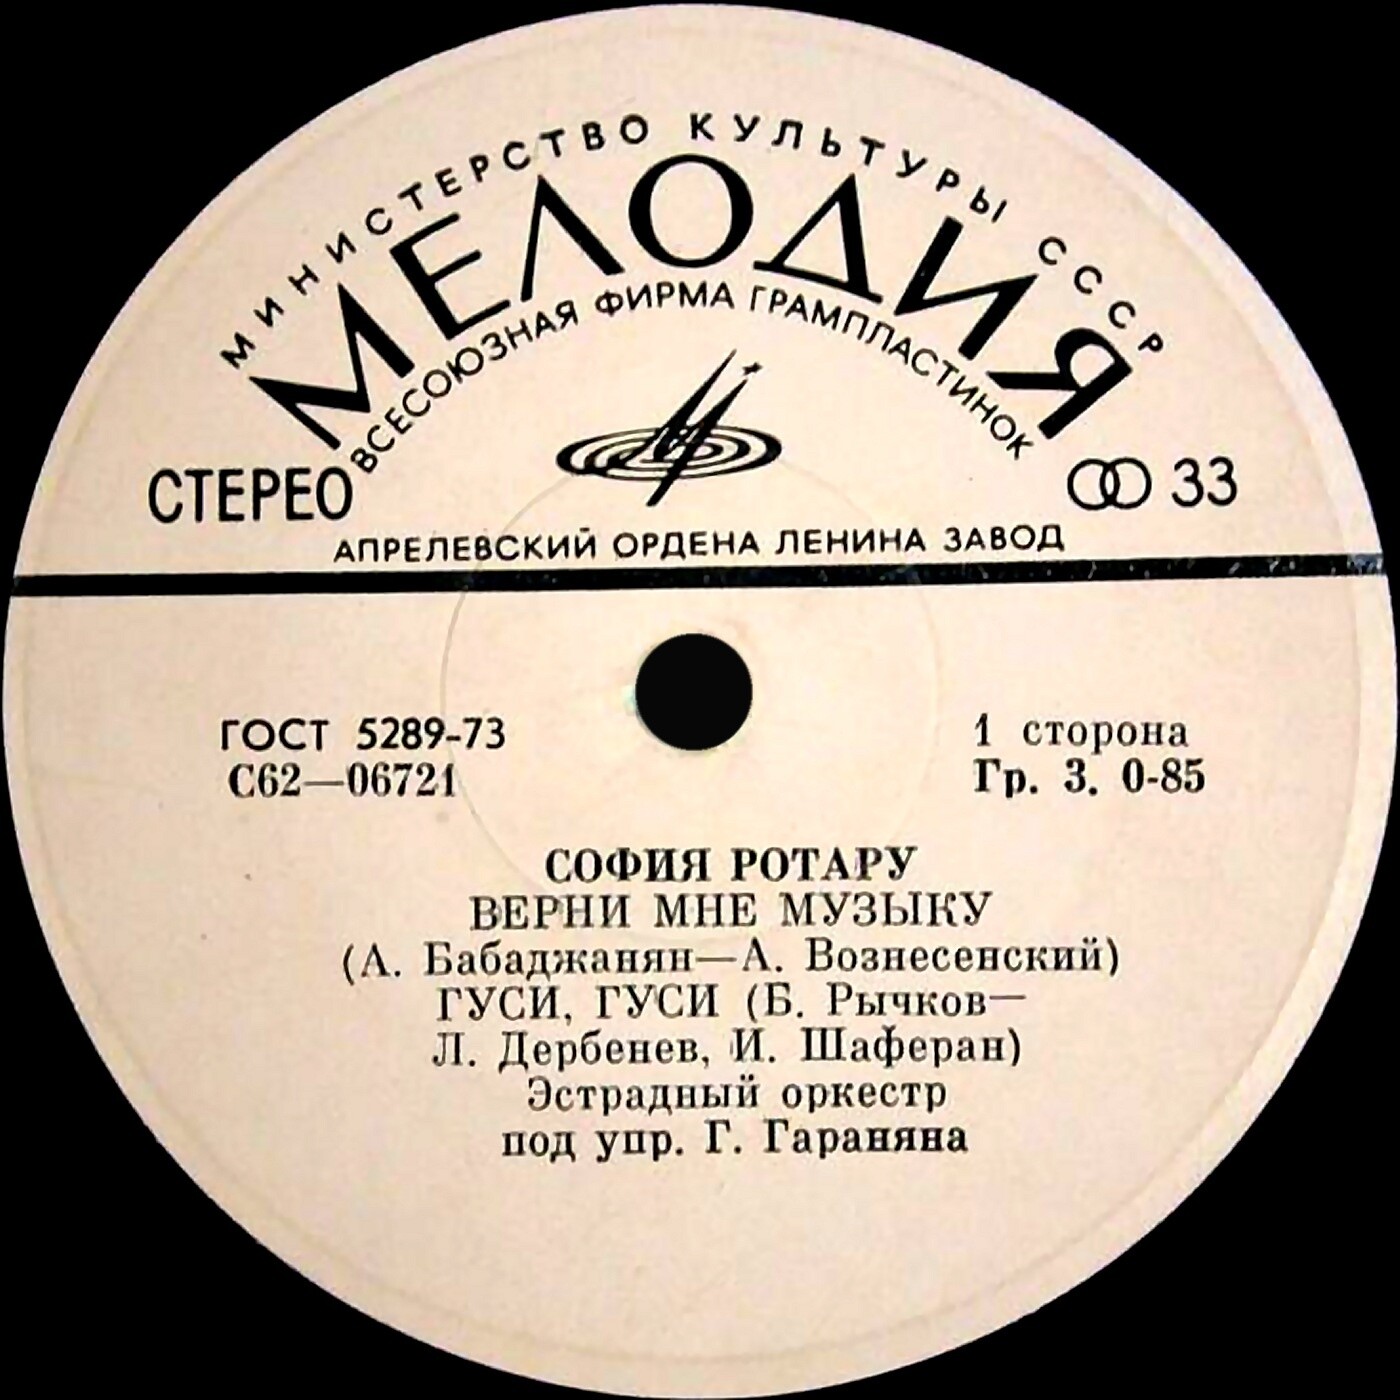 МИНИСТЕРСТВО КУЛЬТУРЫ СССР
МЕЛОДИЯ
ВСЕСОЮЗНАЯ ФИРМА ГРАМПЛАСТИНОК
СТЕРЕО
33
АПРЕЛЕВСКИЙ ОРДЕНА ЛЕНИНА ЗАВОД
ГОСТ 5289-73
1 сторона
С62—06721
Гр. 3. 0-85
СОФИЯ РОТАРУ
ВЕРНИ МНЕ МУЗЫКУ
(А. Бабаджанян—А. Вознесенский)
ГУСИ, ГУСИ (Б. Рычков—
Л. Дербенев, И. Шаферан)
Эстрадный оркестр
под упр. Г. Гараняна